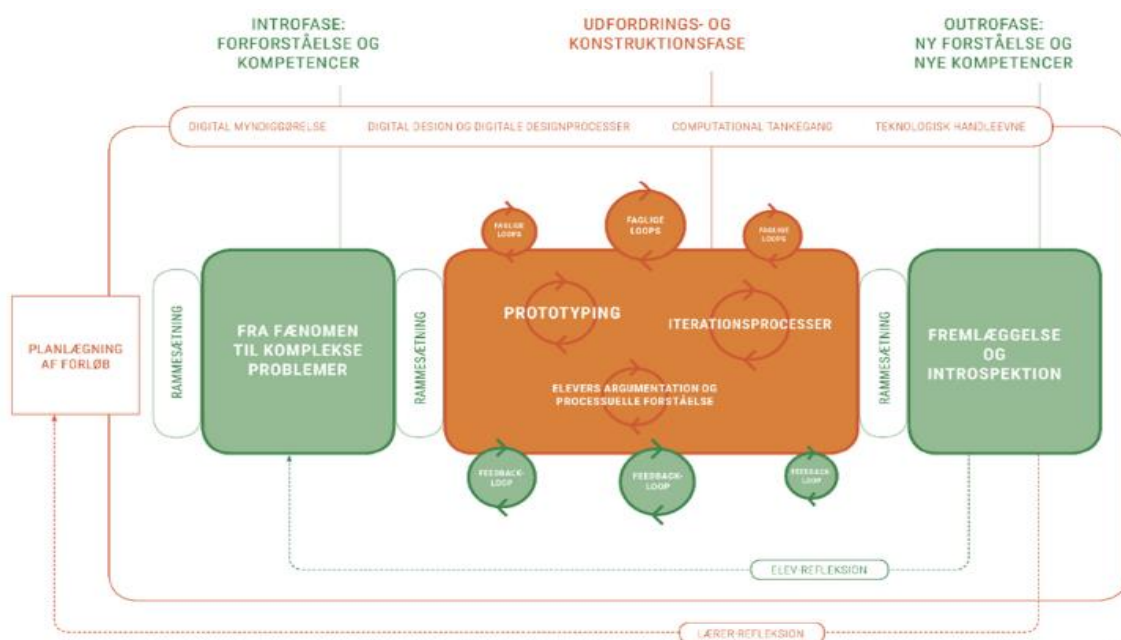 INTROFASE:
FORFORSTÅELSE OG
KOMPETENCER
UDFORDRINGS- OG
KONSTRUKTIONSFASE
OUTROFASE:
NY FORSTÅELSE OG
NYE KOMPETENCER
DIGITAL MYNDIGGØRELSE
DIGITAL DESIGN OG DIGITALE DESIGNPROCESSER
COMPUTATIONAL TANKEGANG
TEKNOLOGISK HANDLEEVNE
FAGLIGE
LOOPS
FAGLIGE
LOOPS
FAGLIGE
LOOPS
PLANLÆGNING
AF FORLØB
RAMMESÆTNING
FRA FÆNOMEN
TIL KOMPLEKSE
PROBLEMER
RAMMESÆTNING
PROTOTYPING
ITERATIONSPROCESSER
ELEVERS ARGUMENTATION OG
PROCESSUELLE FORSTÅELSE
RAMMESÆTNING
FREMLÆGGELSE
OG
INTROSPEKTION
FEEDBACK-
LOOP
FEEDBACK-
LOOP
FEEDBACK-
LOOP
ELEV-REFLEKSION
LÆRER-REFLEKSION